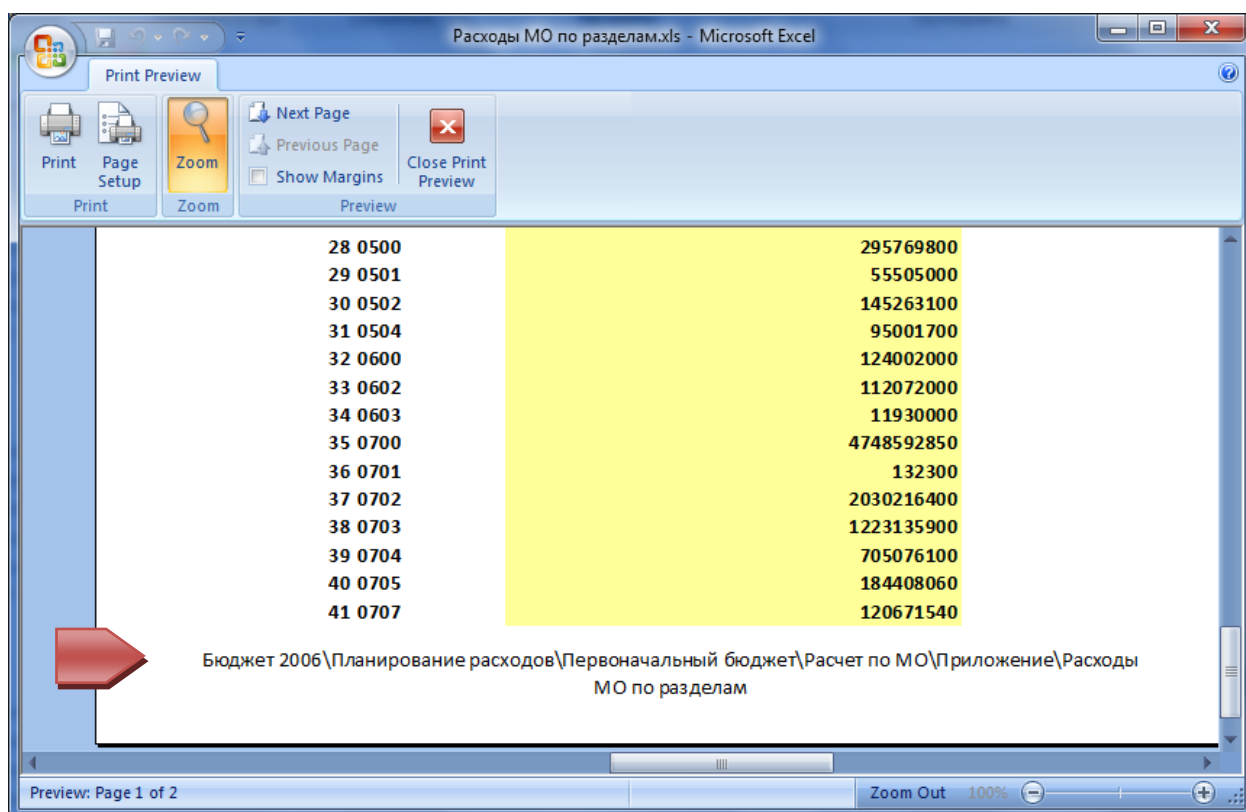 Расходы МО по разделам.xls - Microsoft Excel
Print Preview
Print
Page Setup
Zoom
Next Page
Previous Page
Show Margins
Close Print Preview
Print
Zoom
Preview
28 0500 295769800
29 0501 55505000
30 0502 145263100
31 0504 95001700
32 0600 124002000
33 0602 112072000
34 0603 11930000
35 0700 4748592850
36 0701 132300
37 0702 2030216400
38 0703 1223135900
39 0704 705076100
40 0705 184408060
41 0707 120671540
Бюджет 2006\Планирование расходов\Первоначальный бюджет\Расчет по МО\Приложение\Расходы
МО по разделам
Preview: Page 1 of 2
Zoom Out 100%